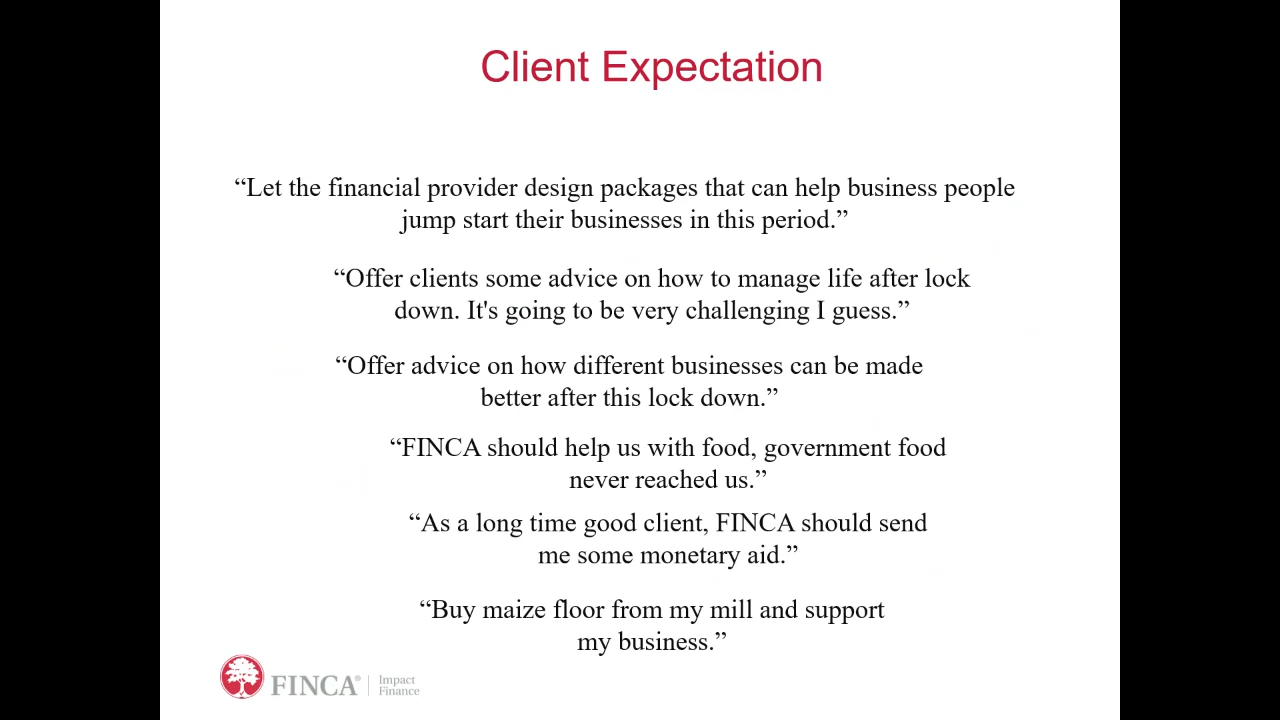 Client Expectation
“Let the financial provider design packages that can help business people
jump start their businesses in this period.”
“Offer clients some advice on how to manage life after lock
down. It's going to be very challenging I guess.”
“Offer advice on how different businesses can be made
better after this lock down.”
“FINCA should help us with food, government food
never reached us.”
“As a long time good client, FINCA should send
me some monetary aid.”
“Buy maize floor from my mill and support
my business.”
FINCA® Impact
Finance